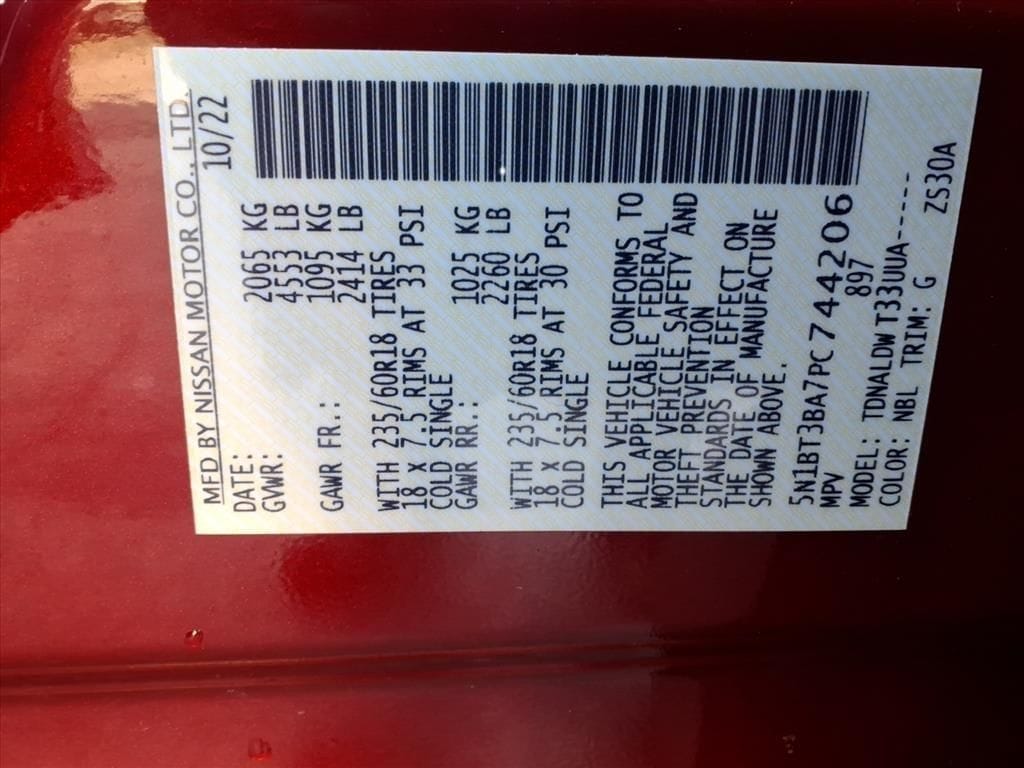 MFD BY NISSAN MOTOR CO., LTD.
DATE: 10/22
GVWR: 2065 KG
4553 LB
GAWR FR.: 1095 KG
2414 LB
WITH 235/60R18 TIRES
18 X 7.5 RIMS AT 33 PSI
COLD SINGLE
GAWR RR.: 1025 KG
2260 LB
WITH 235/60R18 TIRES
18 X 7.5 RIMS AT 30 PSI
COLD SINGLE
THIS VEHICLE CONFORMS TO
ALL APPLICABLE FEDERAL
MOTOR VEHICLE SAFETY AND
THEFT PREVENTION
STANDARDS IN EFFECT ON
THE DATE OF MANUFACTURE
SHOWN ABOVE.
5N1BT3BA7PC744206
MPV 897
MODEL: TDNALDW T33UUA-----
COLOR: NBL TRIM: G ZS30A